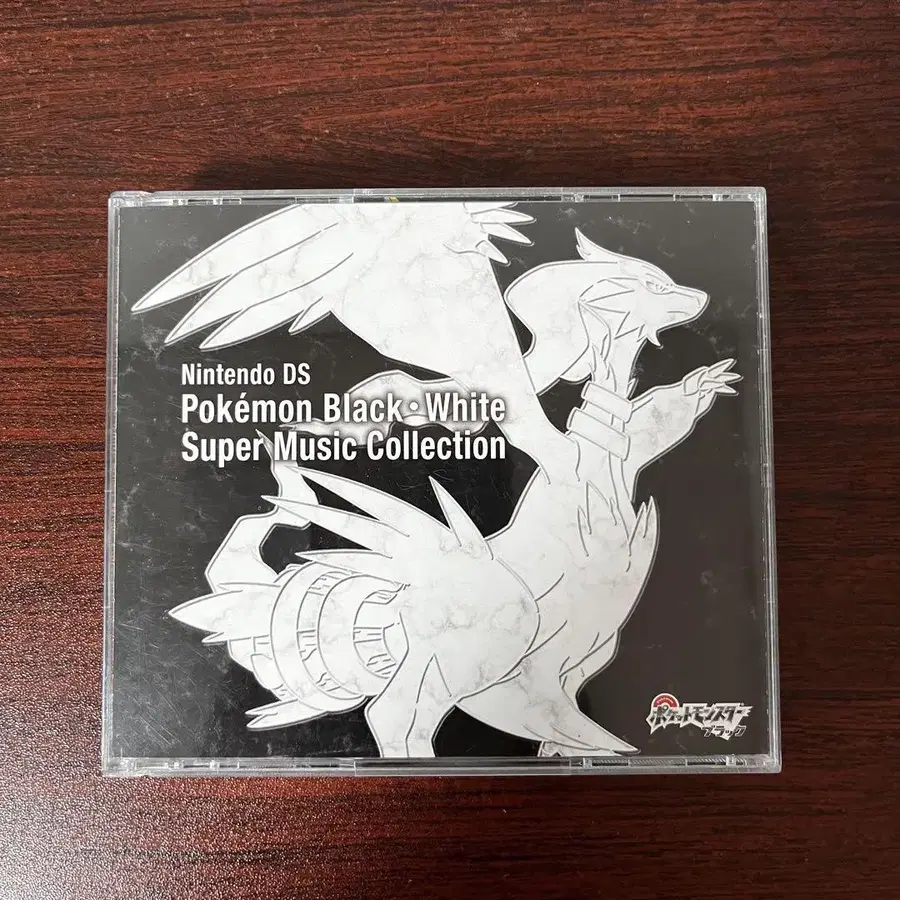 Nintendo DS
Pokémon Black•White
Super Music Collection
ポケットモンスター
ブラック